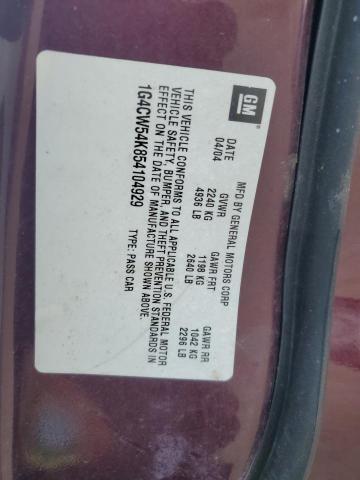 GM
MFD BY GENERAL MOTORS CORP
DATE GVWR GAWR FRT GAWR RR
04/04 2240 KG 1198 KG 1042 KG
4936 LB 2640 LB 2296 LB
THIS VEHICLE CONFORMS TO ALL APPLICABLE U.S. FEDERAL MOTOR
VEHICLE SAFETY, BUMPER, AND THEFT PREVENTION STANDARDS IN
EFFECT ON THE DATE OF MANUFACTURE SHOWN ABOVE.
1G4CW54K854104929 TYPE: PASS CAR